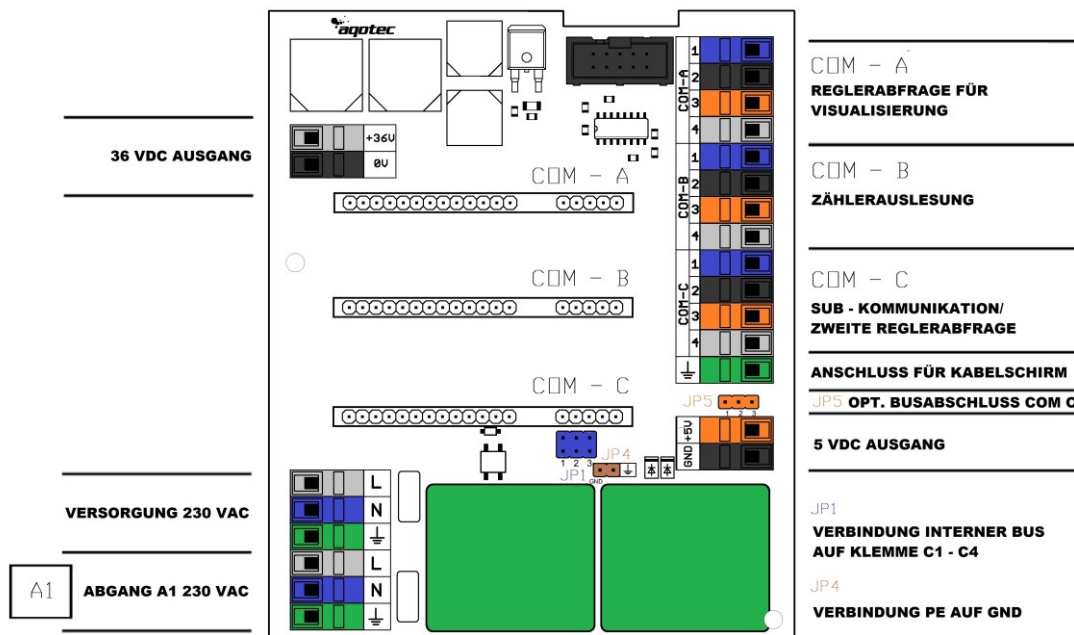 aqotec
36 VDC AUSGANG
+36V
0V
COM - A
COM - B
COM - C
COM-A
1
2
3
4
COM-B
1
2
3
4
COM-C
1
2
3
4
JP5
1 2 3
+5V
GND
1 2 3
JP1
JP4
GND
L
N
L
N
VERSORGUNG 230 VAC
A1
ABGANG A1 230 VAC
COM - A
REGLERABFRAGE FÜR
VISUALISIERUNG
COM - B
ZÄHLERAUSLESUNG
COM - C
SUB - KOMMUNIKATION/
ZWEITE REGLERABFRAGE
ANSCHLUSS FÜR KABELSCHIRM
JP5 OPT. BUSABSCHLUSS COM C
5 VDC AUSGANG
JP1
VERBINDUNG INTERNER BUS
AUF KLEMME C1 - C4
JP4
VERBINDUNG PE AUF GND